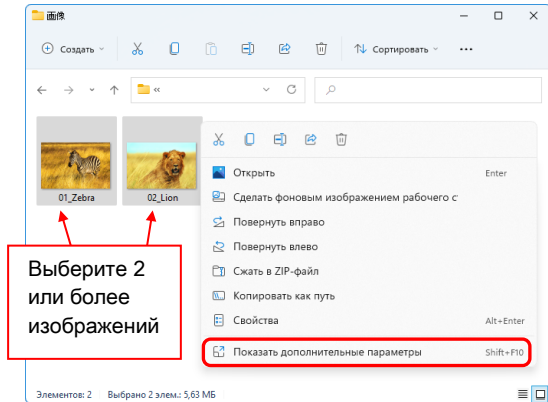 画像
Создать
Сортировать
«
01_Zebra
02_Lion
Открыть Enter
Сделать фоновым изображением рабочего с
Повернуть вправо
Повернуть влево
Сжать в ZIP-файл
Копировать как путь
Свойства Alt+Enter
Показать дополнительные параметры Shift+F10
Выберите 2
или более
изображений
Элементов: 2 Выбрано 2 элем.: 5,63 МБ